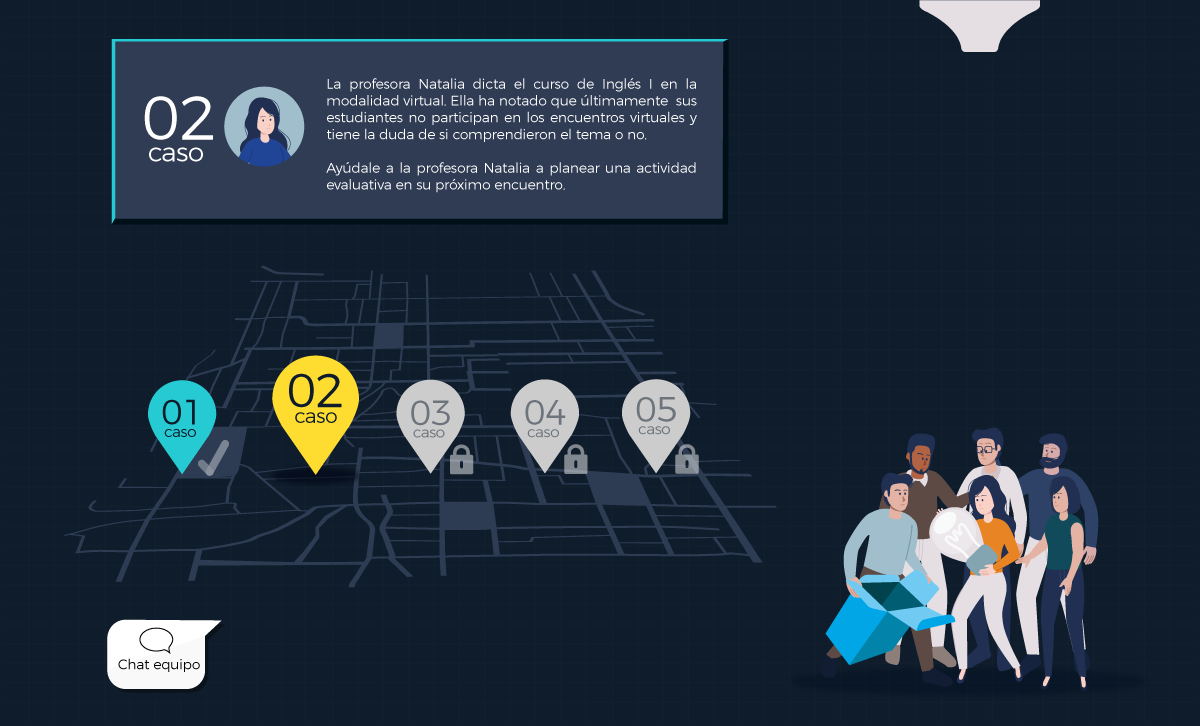 02
caso
La profesora Natalia dicta el curso de Inglés I en la
modalidad virtual. Ella ha notado que últimamente sus
estudiantes no participan en los encuentros virtuales y
tiene la duda de si comprendieron el tema o no.
Ayúdale a la profesora Natalia a planear una actividad
evaluativa en su próximo encuentro.
01
caso
02
caso
03
caso
04
caso
05
caso
Chat equipo